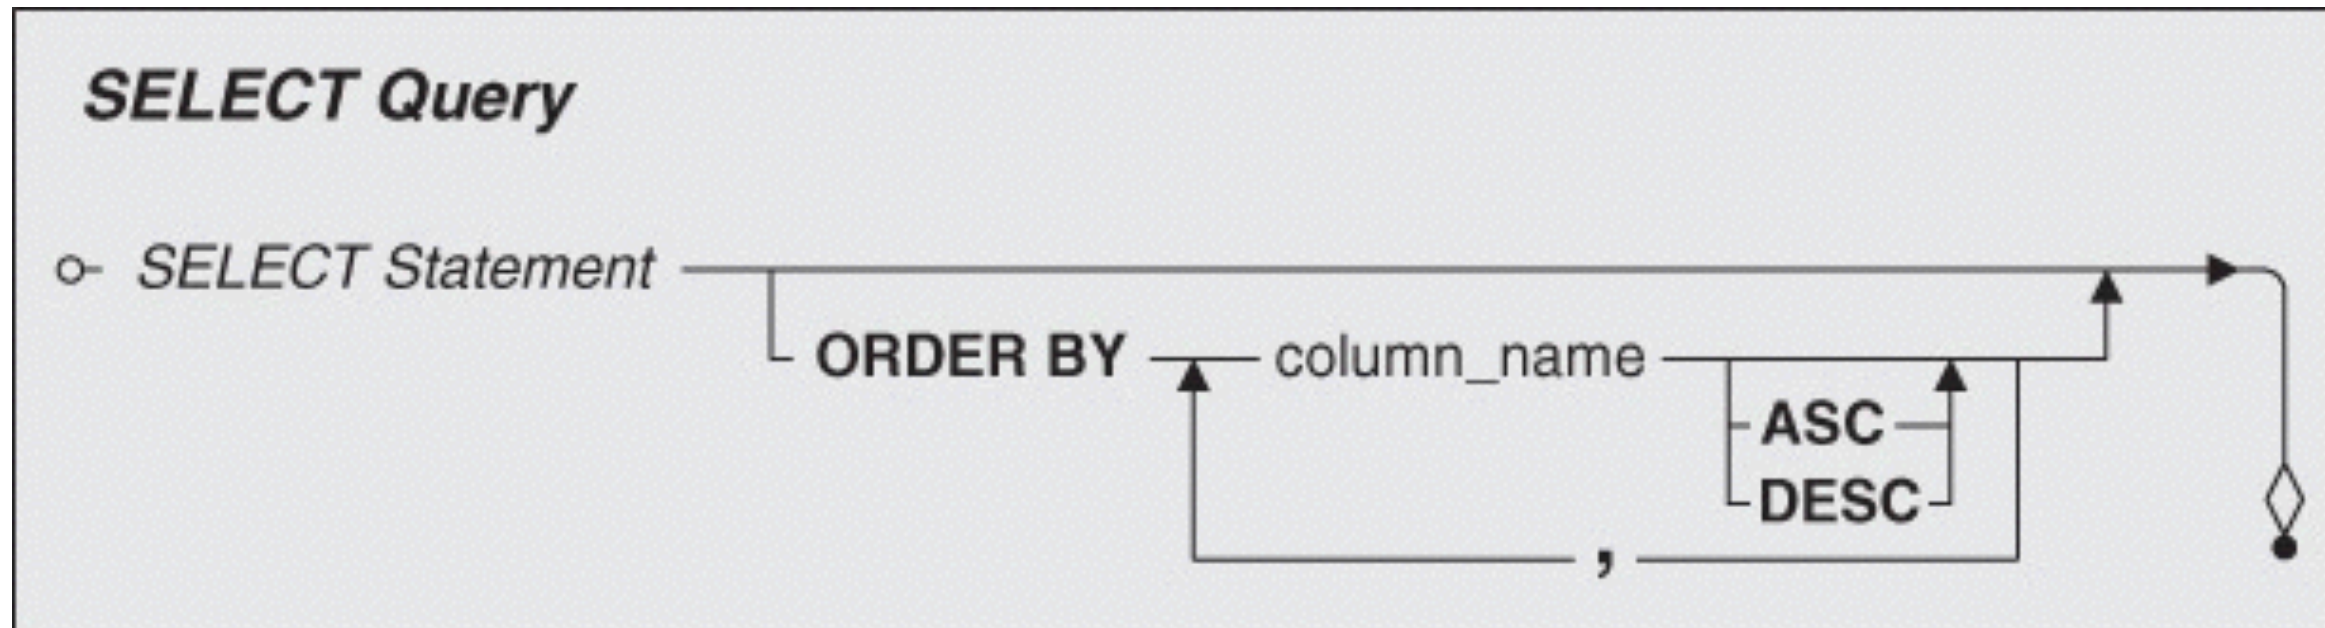 SELECT Query
SELECT Statement
ORDER BY column_name
ASC
DESC
,